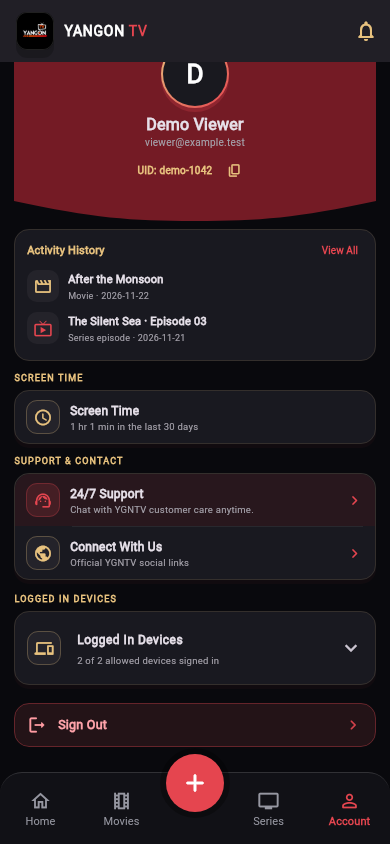 YANGON
YANGON TV
D
Demo Viewer
viewer@example.test
UID: demo-1042
Activity History
View All
After the Monsoon
Movie · 2026-11-22
The Silent Sea · Episode 03
Series episode · 2026-11-21
SCREEN TIME
Screen Time
1 hr 1 min in the last 30 days
SUPPORT & CONTACT
24/7 Support
Chat with YGNTV customer care anytime.
Connect With Us
Official YGNTV social links
LOGGED IN DEVICES
Logged In Devices
2 of 2 allowed devices signed in
Sign Out
Home
Movies
Series
Account